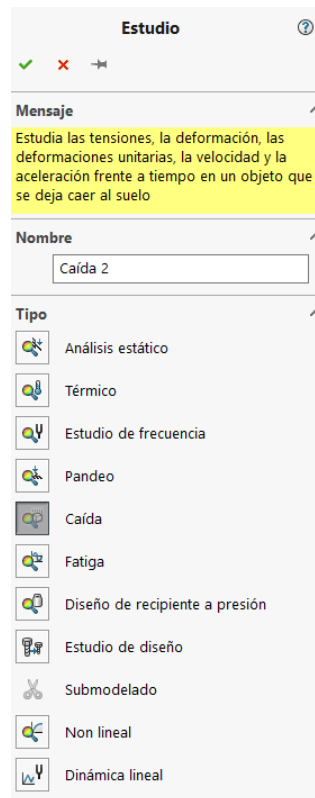 Estudio
Mensaje
Estudia las tensiones, la deformación, las
deformaciones unitarias, la velocidad y la
aceleración frente a tiempo en un objeto que
se deja caer al suelo
Nombre
Caída 2
Tipo
Análisis estático
Térmico
Estudio de frecuencia
Pandeo
Caída
Fatiga
Diseño de recipiente a presión
Estudio de diseño
Submodelado
Non lineal
Dinámica lineal